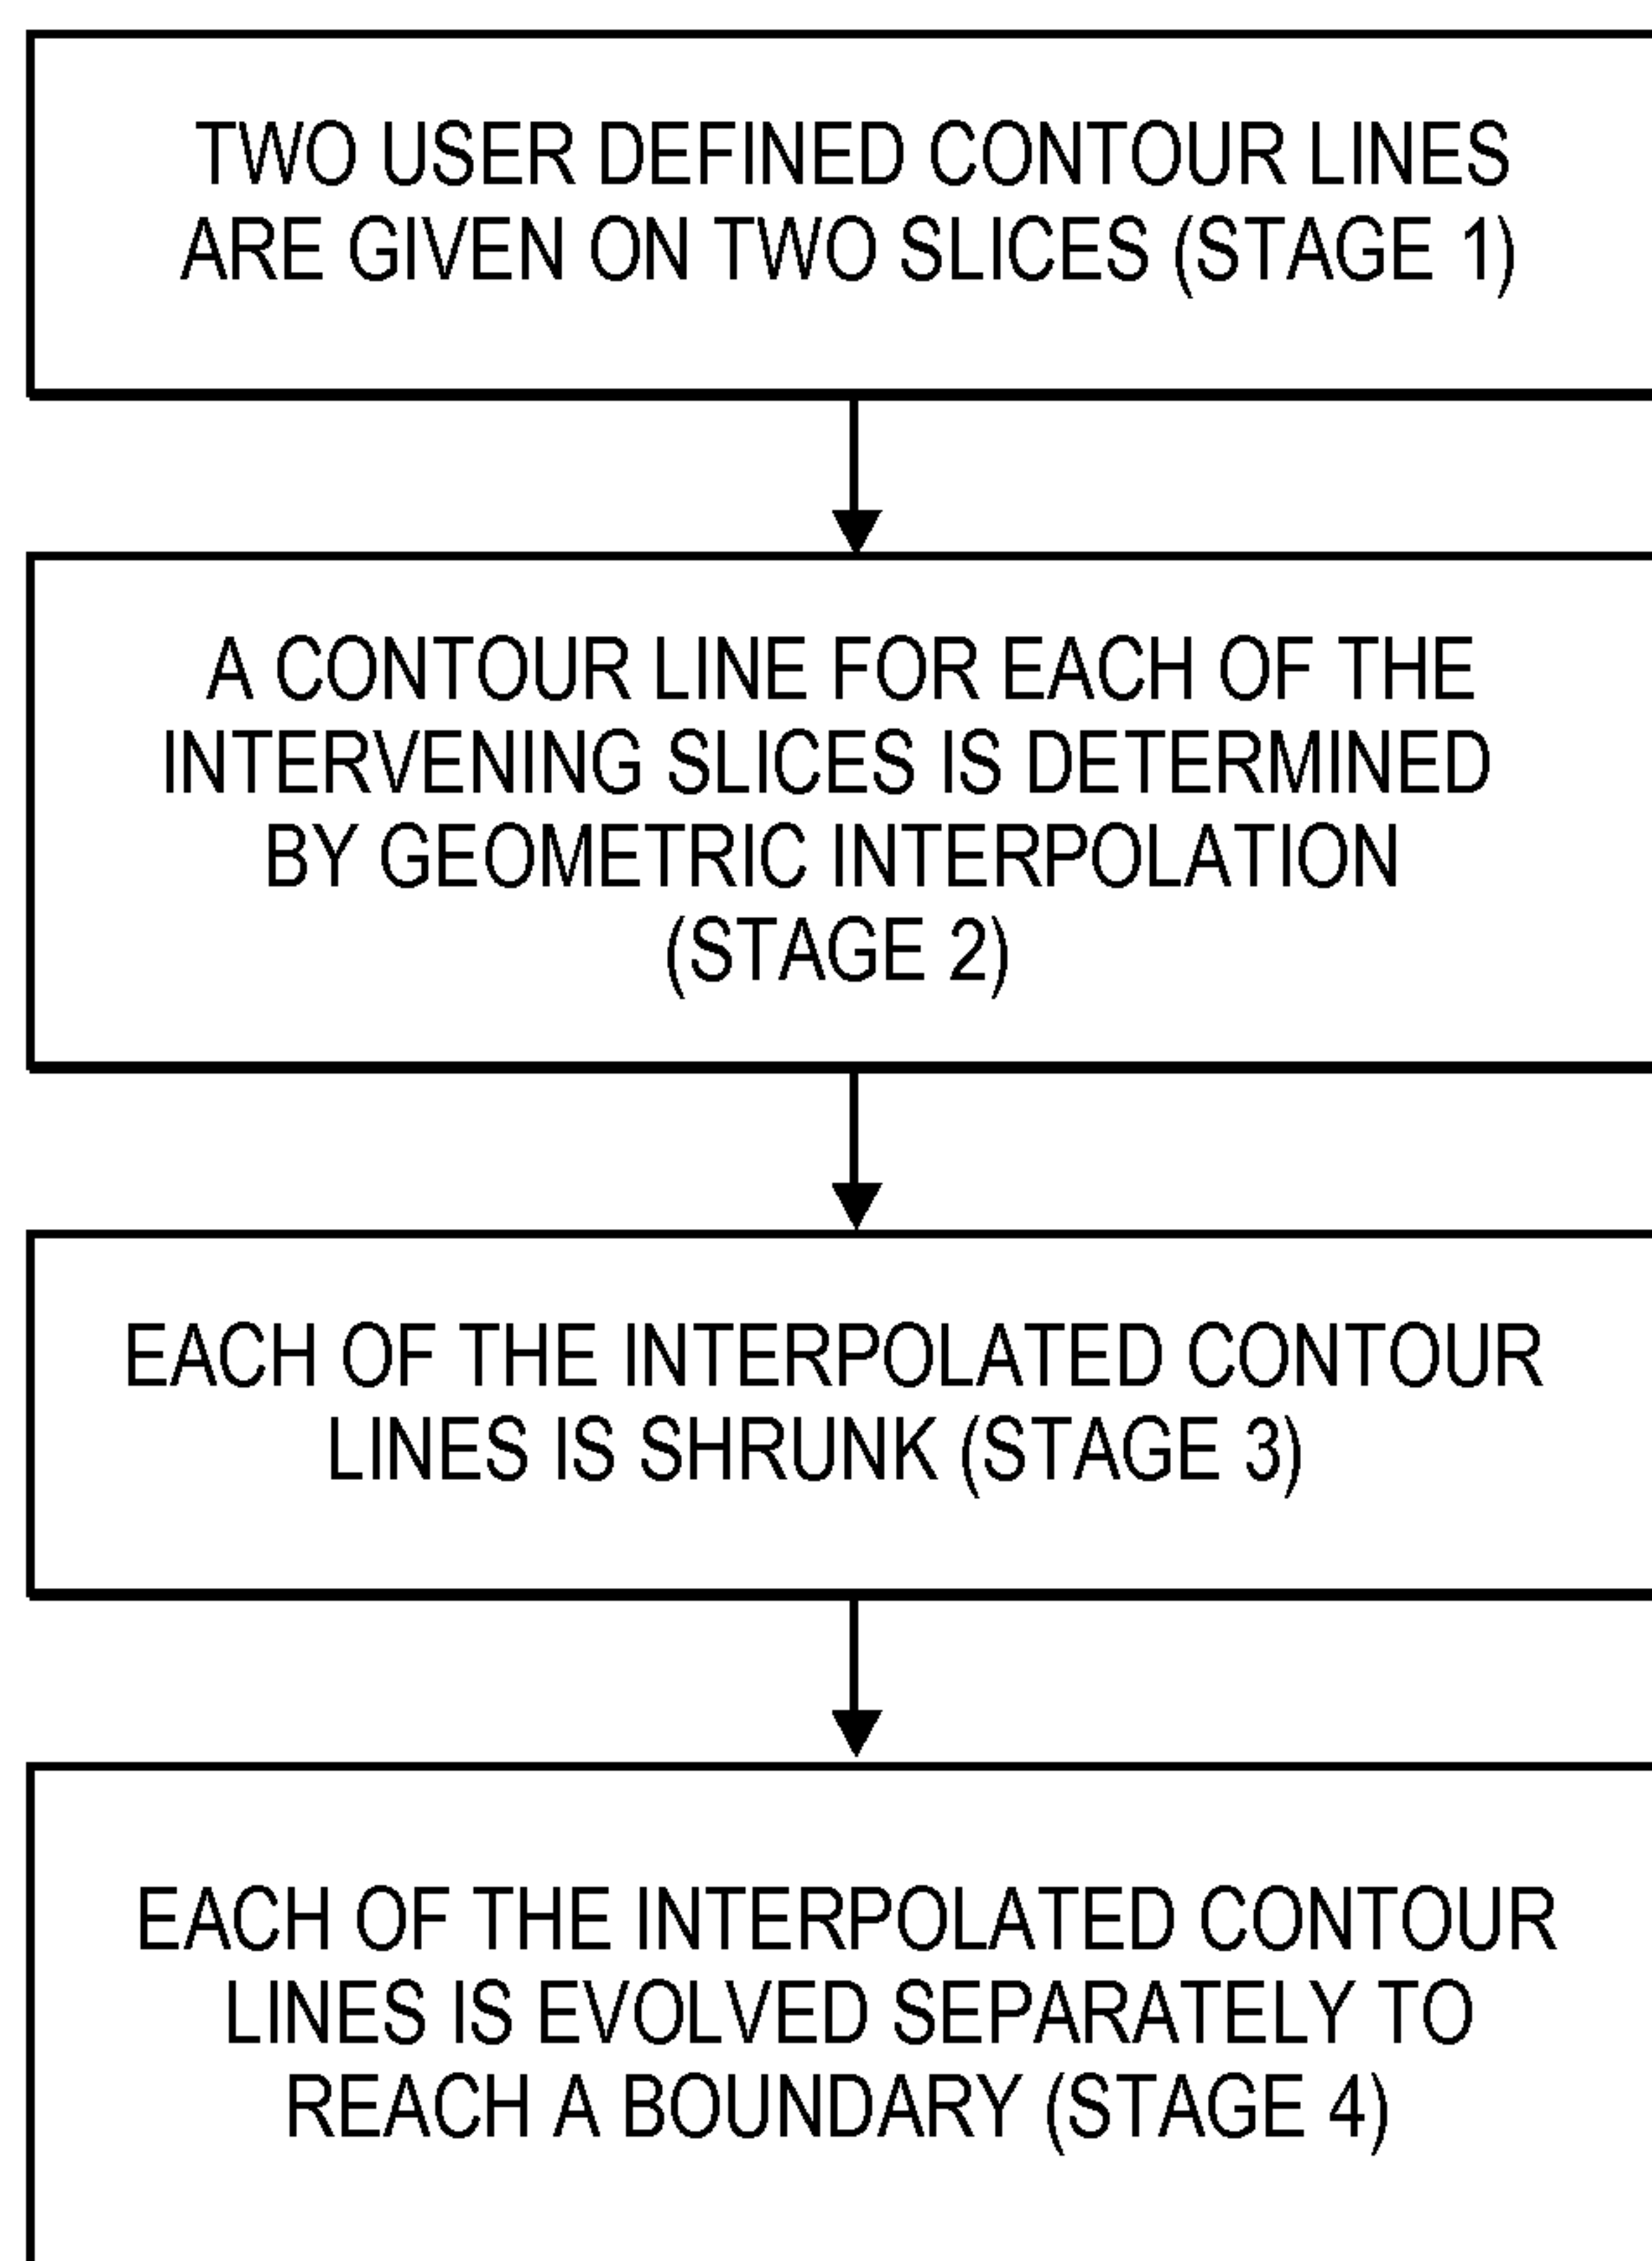 TWO USER DEFINED CONTOUR LINES
ARE GIVEN ON TWO SLICES (STAGE 1)
A CONTOUR LINE FOR EACH OF THE
INTERVENING SLICES IS DETERMINED
BY GEOMETRIC INTERPOLATION
(STAGE 2)
EACH OF THE INTERPOLATED CONTOUR
LINES IS SHRUNK (STAGE 3)
EACH OF THE INTERPOLATED CONTOUR
LINES IS EVOLVED SEPARATELY TO
REACH A BOUNDARY (STAGE 4)